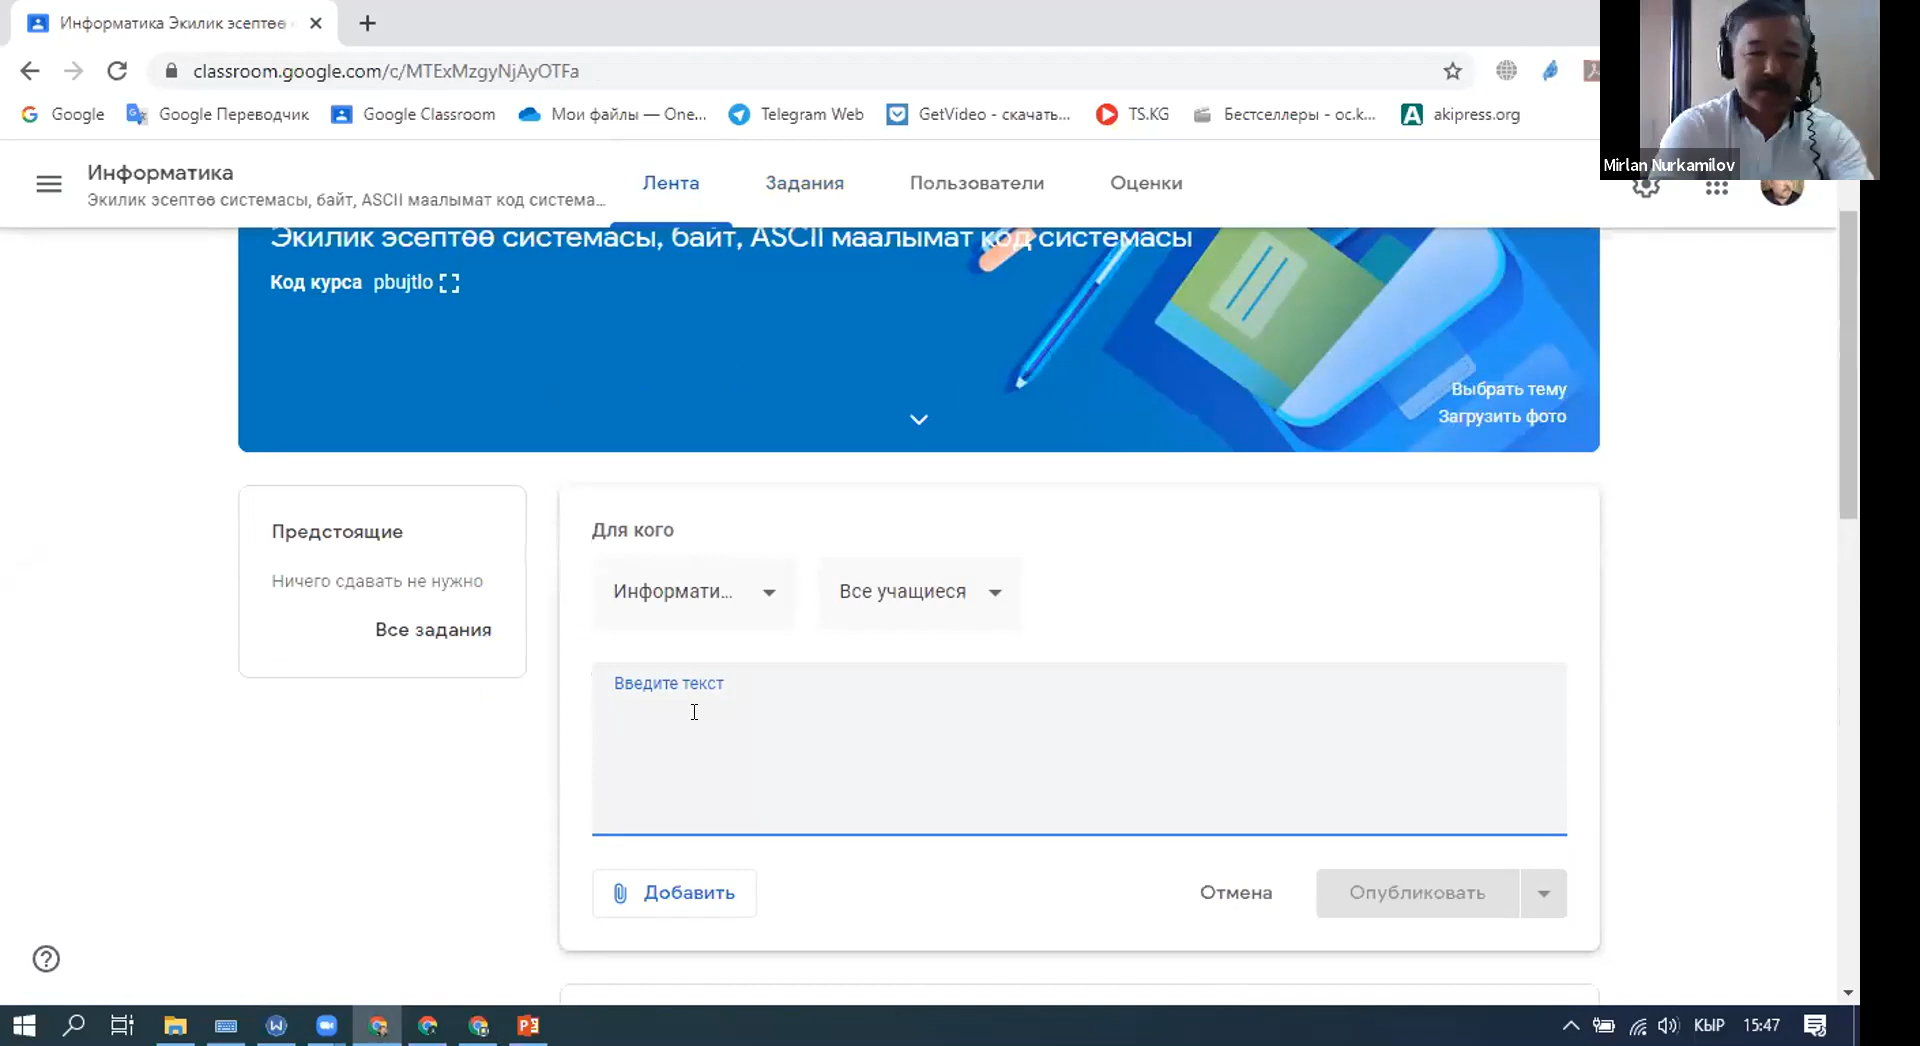 Информатика Экилик эсептөө
classroom.google.com/c/MTExMzgyNjAyOTFa
Google
Google Переводчик
Google Classroom
Мои файлы — One...
Telegram Web
GetVideo - скачать...
TS.KG
Бестселлеры - oc.k...
akipress.org
Mirlan Nurkamilov
Информатика
Экилик эсептөө системасы, байт, ASCII маалымат код система...
Лента
Задания
Пользователи
Оценки
Экилик эсептөө системасы, байт, ASCII маалымат код системасы
Код курса pbujtlo
Выбрать тему
Загрузить фото
Предстоящие
Ничего сдавать не нужно
Все задания
Для кого
Информати...
Все учащиеся
Введите текст
Добавить
Отмена
Опубликовать
КЫР
15:47